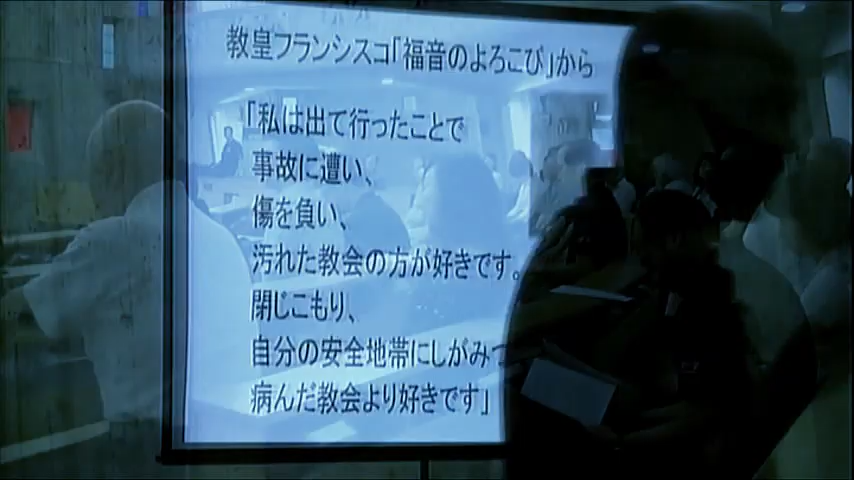 教皇フランシスコ「福音のよろこび」から
「私は出て行ったことで
事故に遭い、
傷を負い、
汚れた教会の方が好きです。
閉じこもり、
自分の安全地帯にしがみつ
病んだ教会より好きです」